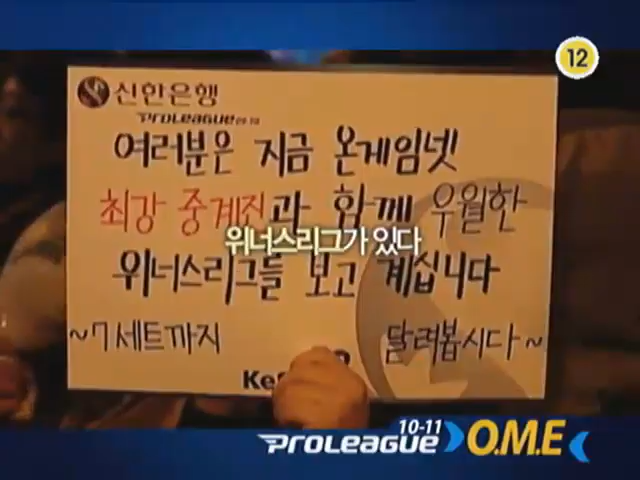 12
신한은행
PROLEAGUE 09-10
여러분은 지금 온게임넷
최강 중계진과 함께 우월한
위너스리그가 있다
위너스리그를 보고 계십니다
~7세트까지
달려봅시다~
10-11
PROLEAGUE O.M.E